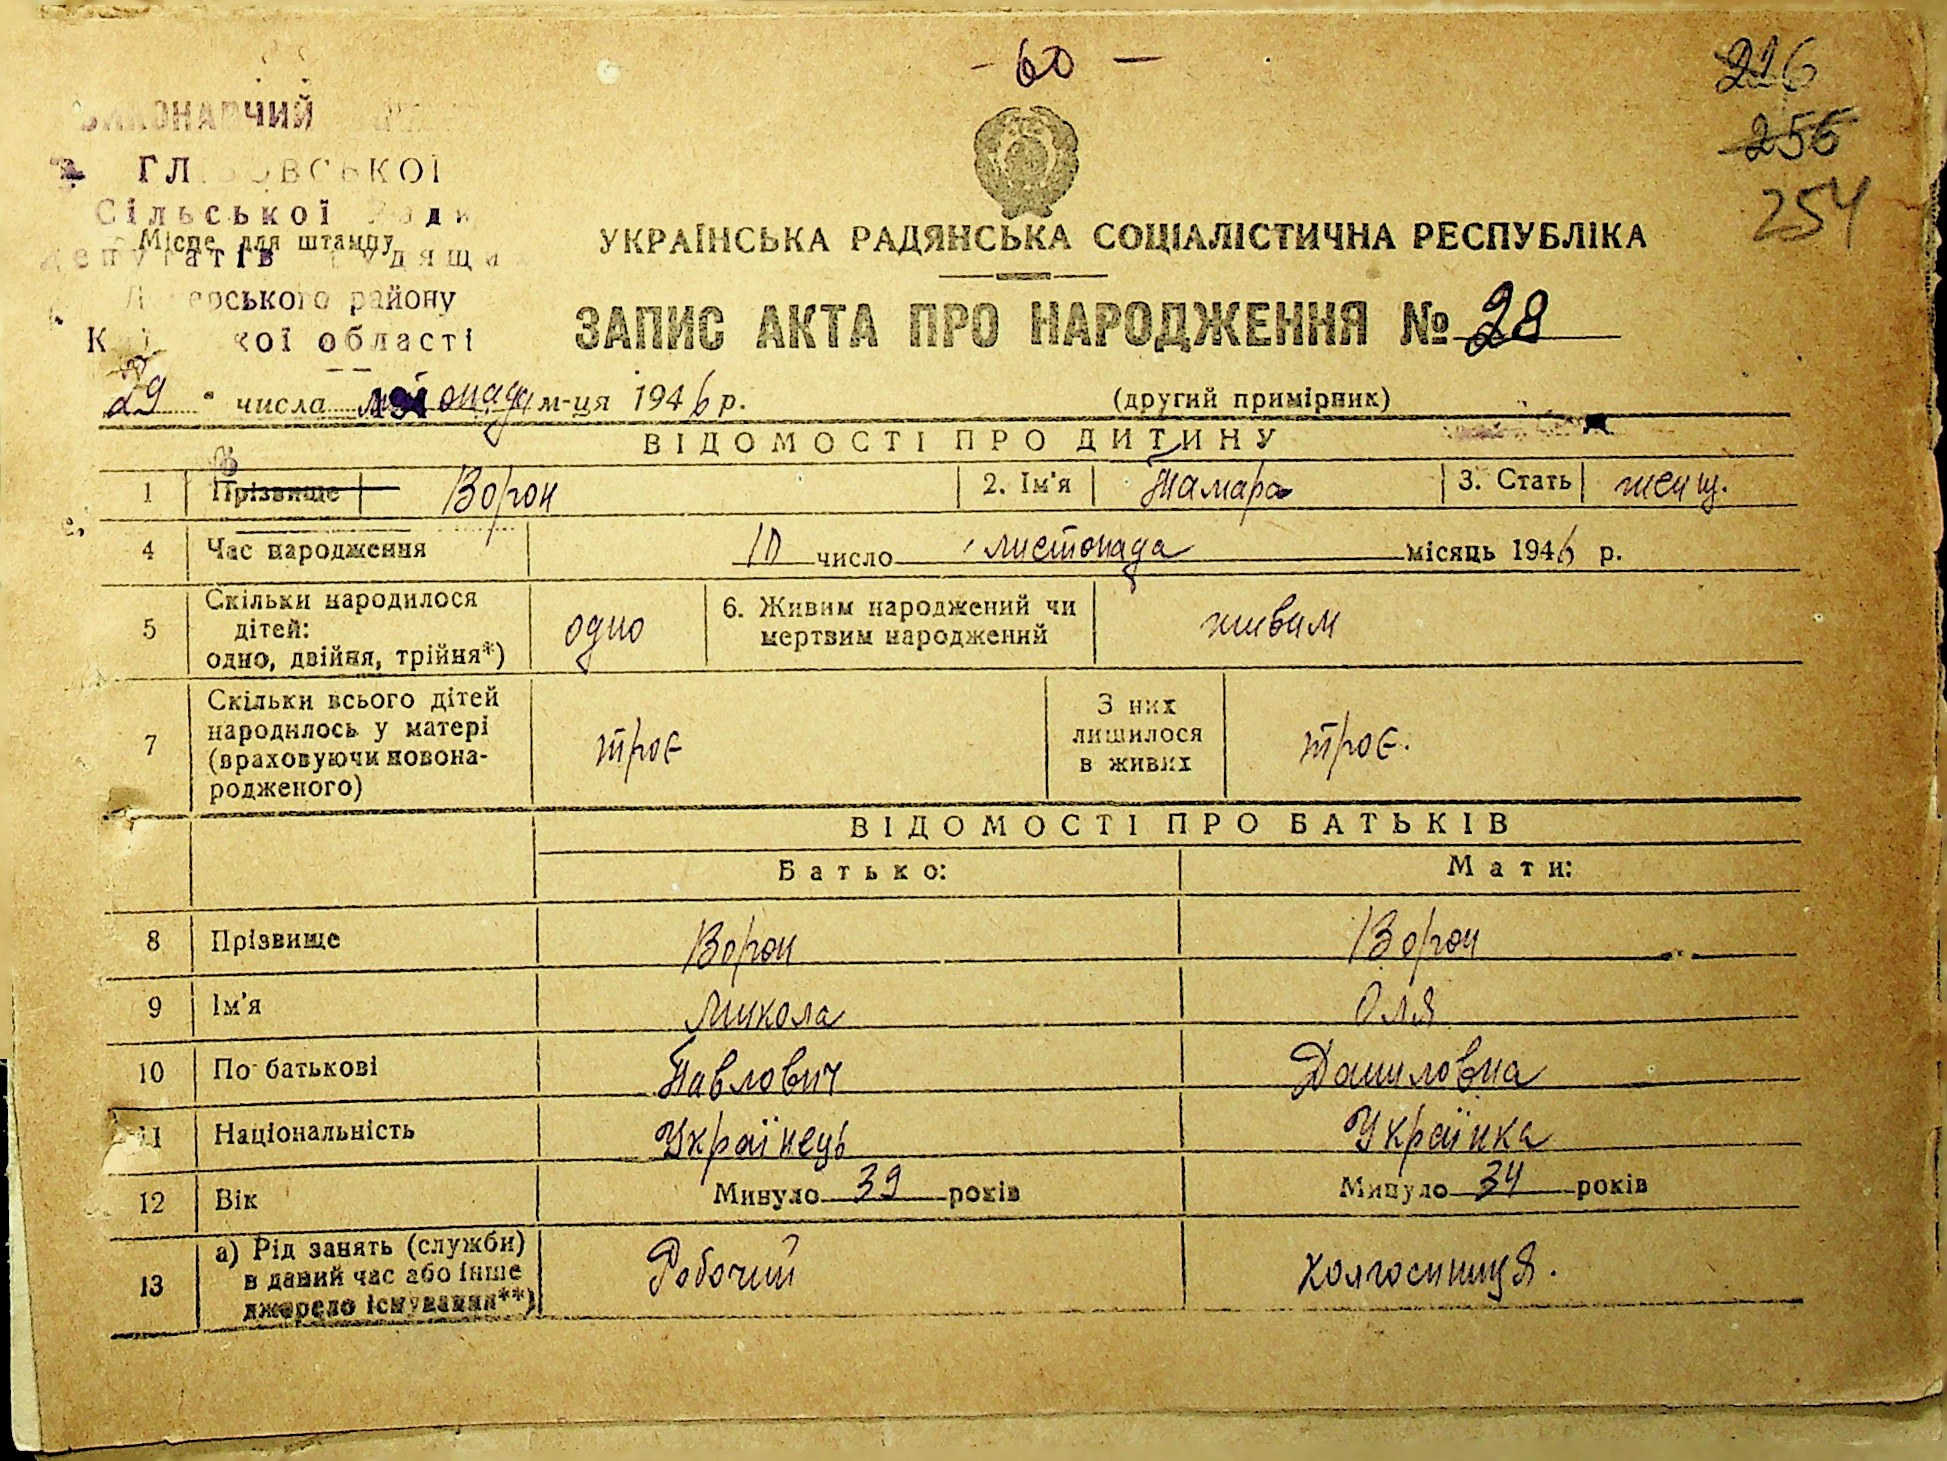 - 60 -
226
256
254
ВИКОНАВЧИЙ
ГЛІБОВСЬКОЇ
Сільської Ради
Місце для штампу
депутатів трудящих
району
області
УКРАЇНСЬКА РАДЯНСЬКА СОЦІАЛІСТИЧНА РЕСПУБЛІКА
ЗАПИС АКТА ПРО НАРОДЖЕННЯ № 28
29 " числа листопада м-ця 1946 р. (другий примірник)
ВІДОМОСТІ ПРО ДИТИНУ
1 Прізвище Ворон 2. Ім'я Тамара 3. Стать женщ.
4 Час народження 10 число листопада місяць 1946 р.
5 Скільки народилося дітей: одно, двійня, трійня*) одно 6. Живим народжений чи мертвим народжений живим
7 Скільки всього дітей народилось у матері (враховуючи новонародженого) троє З них лишилося в живих троє.
ВІДОМОСТІ ПРО БАТЬКІВ
Батько: Мати:
8 Прізвище Ворон Ворон
9 Ім'я Микола Оля
10 По батькові Павлович Даниловна
11 Національність Українець Українка
12 Вік Минуло 39 років Минуло 34 років
13 а) Рід занять (служби) в даний час або інше джерело існування**) Робочий Колгоспниця.